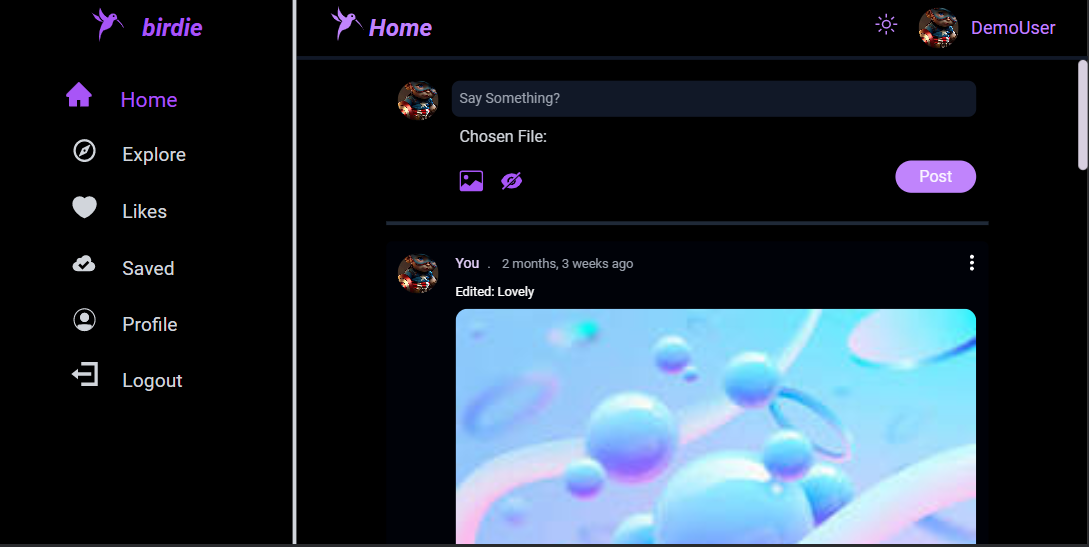 birdie
Home
Explore
Likes
Saved
Profile
Logout
Home
DemoUser
Say Something?
Chosen File:
Post
You . 2 months, 3 weeks ago
Edited: Lovely